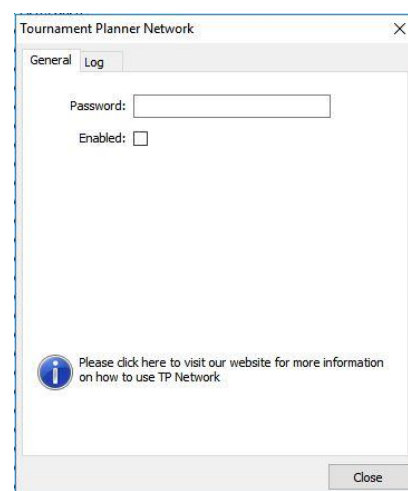 Tournament Planner Network
General Log
Password:
Enabled:
Please click here to visit our website for more information
on how to use TP Network
Close